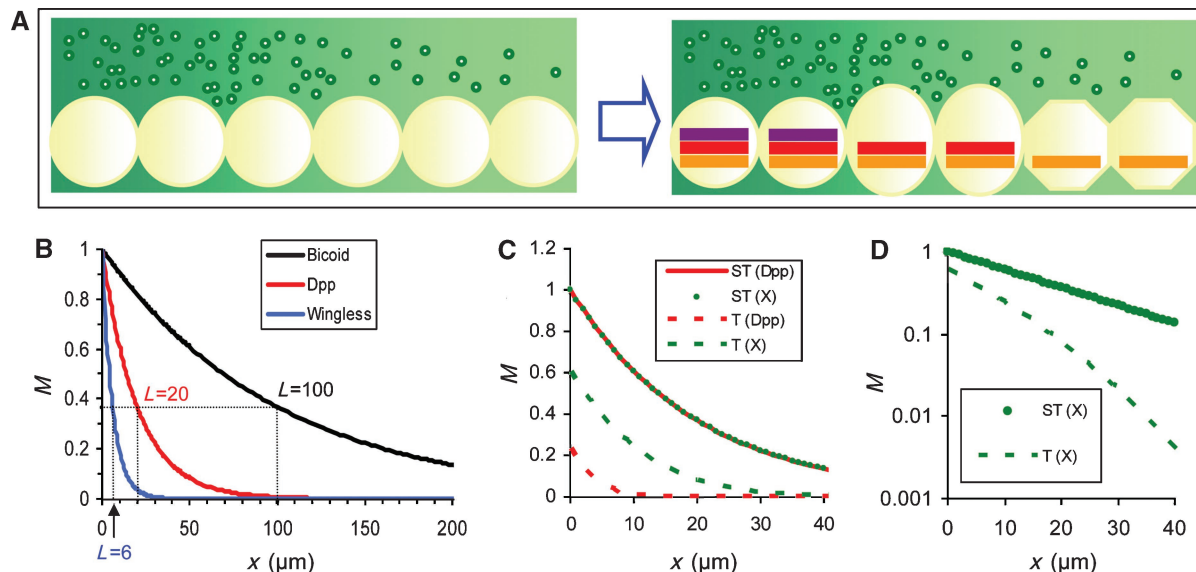 A
B
M
1
0.8
0.6
0.4
0.2
0
Bicoid
Dpp
Wingless
L=20
L=100
0
50
100
150
200
L=6
x (μm)
C
M
1.2
1
0.8
0.6
0.4
0.2
0
ST (Dpp)
ST (X)
T (Dpp)
T (X)
0
10
20
30
40
x (μm)
D
M
1
0.1
0.01
0.001
ST (X)
T (X)
0
10
20
30
40
x (μm)